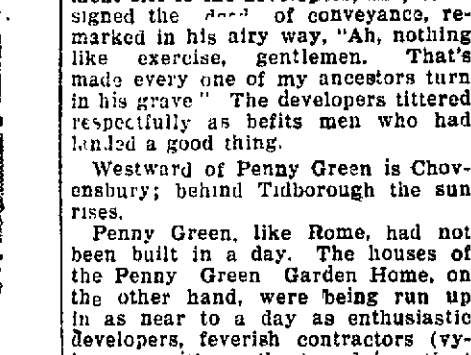 signed the deed of conveyance, re-
marked in his airy way, "Ah, nothing
like exercise, gentlemen. That's
made every one of my ancestors turn
in his grave" The developers tittered
respectfully as befits men who had
landed a good thing.
Westward of Penny Green is Chov-
ensbury; behind Tidborough the sun
rises.
Penny Green, like Rome, had not
been built in a day. The houses of
the Penny Green Garden Home, on
the other hand, were being run up
in as near to a day as enthusiastic
developers, feverish contractors (vy-